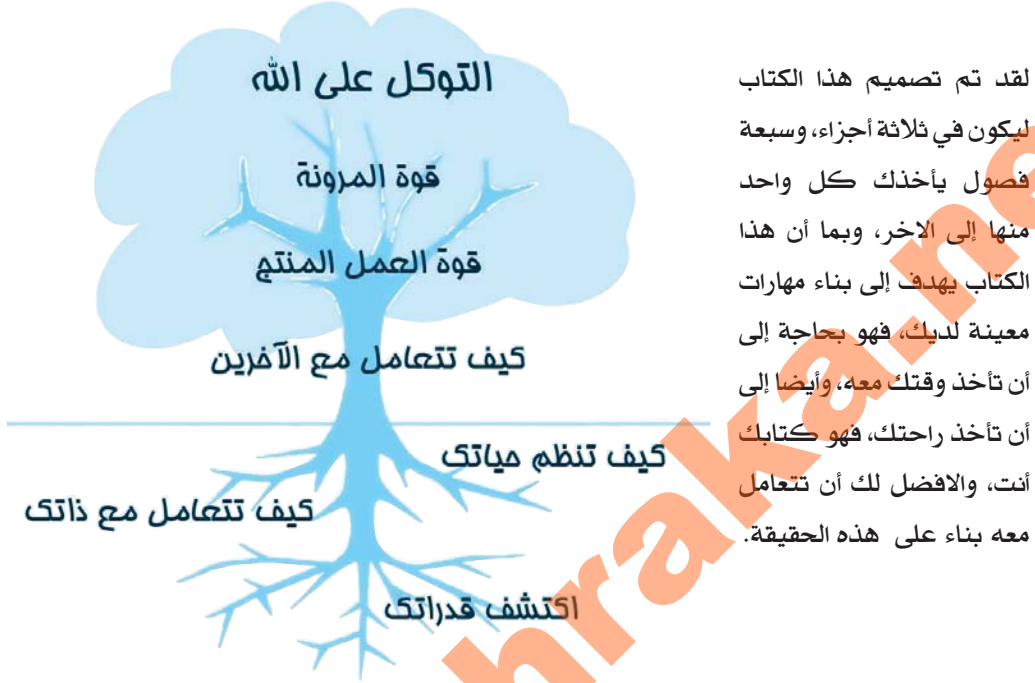 لقد تم تصميم هذا الكتاب
ليكون في ثلاثة أجزاء، وسبعة
فصول يأخذك كل واحد
منها إلى الاخر، وبما أن هذا
الكتاب يهدف إلى بناء مهارات
معينة لديك، فهو بحاجة إلى
أن تأخذ وقتك معه، وأيضا إلى
أن تأخذ راحتك، فهو كتابك
أنت، والافضل لك أن تتعامل
معه بناء على هذه الحقيقة.
التوكل على الله
قوة المرونة
قوة العمل المنتج
كيف تتعامل مع الآخرين
كيف تنظم حياتك
كيف تتعامل مع ذاتك
اكتشف قدراتك
hraka.ne